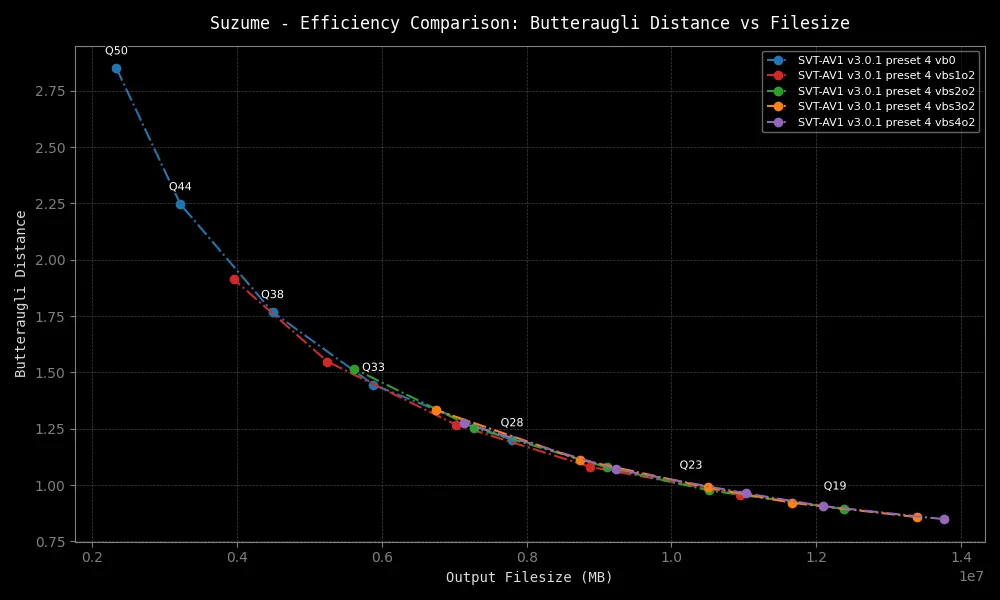 Suzume - Efficiency Comparison: Butteraugli Distance vs Filesize
Q50
SVT-AV1 v3.0.1 preset 4 vb0
SVT-AV1 v3.0.1 preset 4 vbs1o2
SVT-AV1 v3.0.1 preset 4 vbs2o2
SVT-AV1 v3.0.1 preset 4 vbs3o2
SVT-AV1 v3.0.1 preset 4 vbs4o2
2.75
2.50
2.25
2.00
1.75
1.50
1.25
1.00
0.75
Butteraugli Distance
Q44
Q38
Q33
Q28
Q23
Q19
0.2
0.4
0.6
0.8
1.0
1.2
1.4
1e7
Output Filesize (MB)